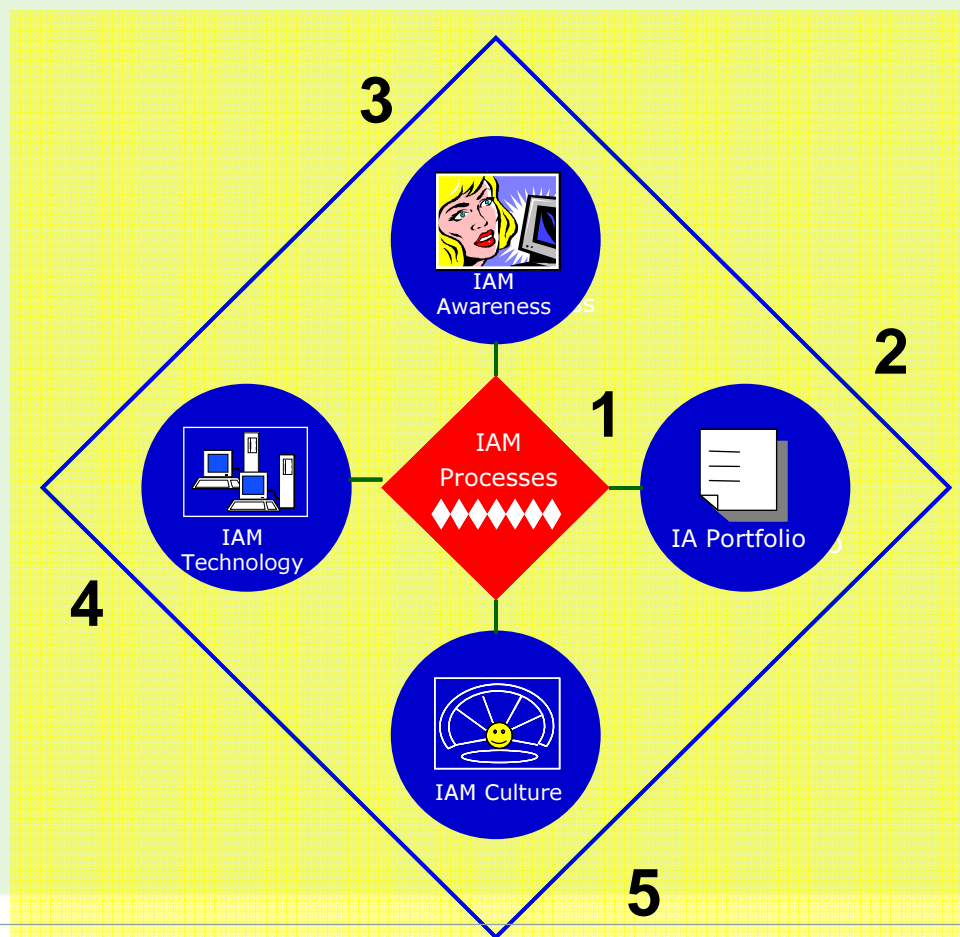 3
IAM
Awareness
2
1
IAM
Processes
IAM
Technology
IA Portfolio
4
IAM Culture
5